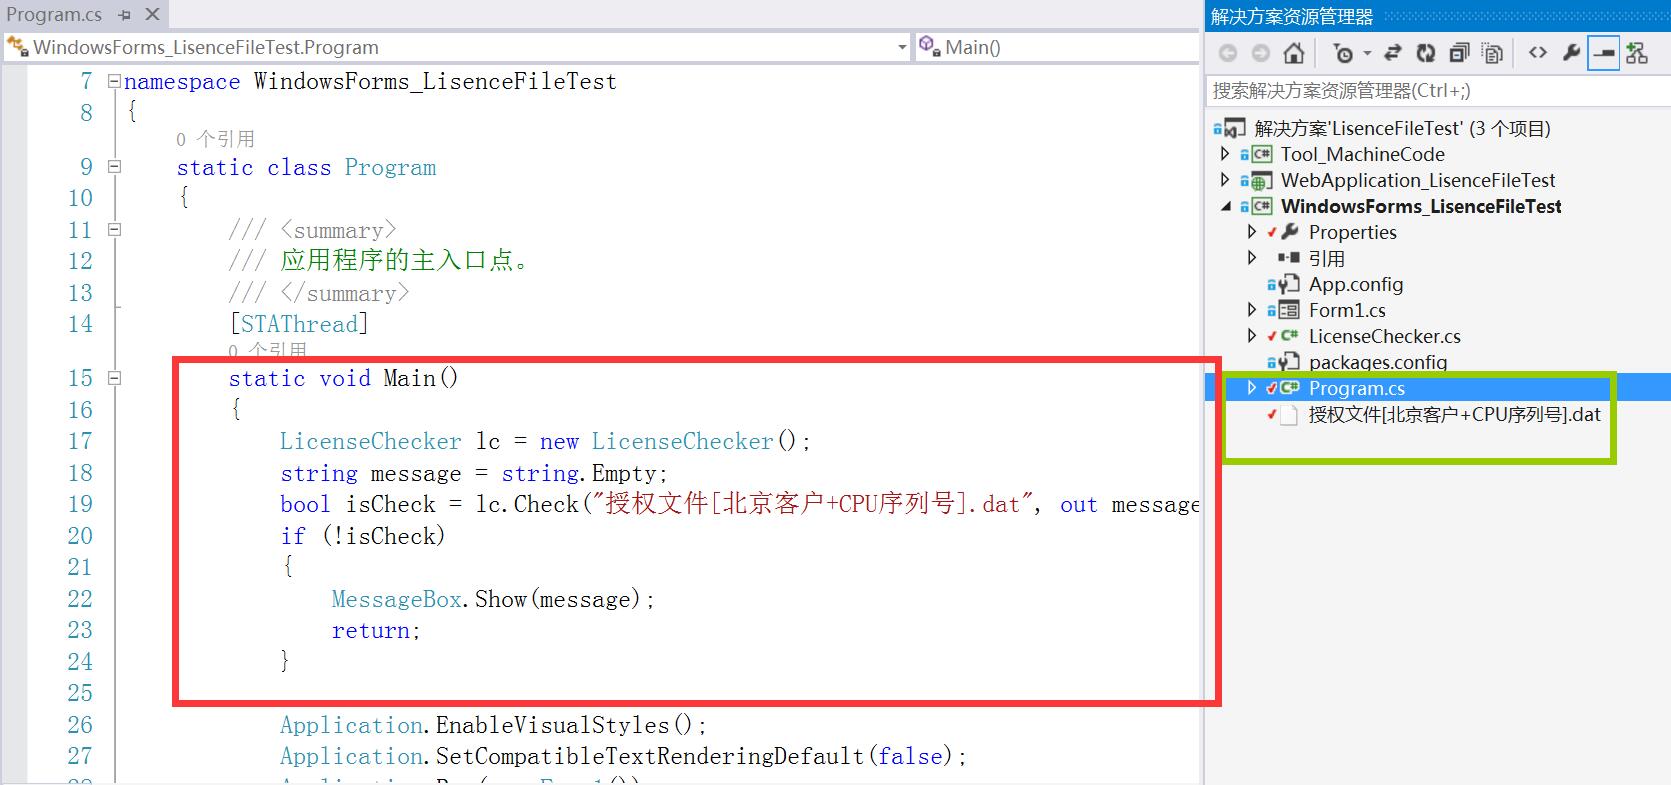 Program.cs
WindowsForms_LisenceFileTest.Program
Main()
7 namespace WindowsForms_LisenceFileTest
8 {
0 个引用
9 static class Program
10 {
11 /// <summary>
12 /// 应用程序的主入口点。
13 /// </summary>
14 [STAThread]
0 个引用
15 static void Main()
16 {
17 LicenseChecker lc = new LicenseChecker();
18 string message = string.Empty;
19 bool isCheck = lc.Check("授权文件[北京客户+CPU序列号].dat", out message
20 if (!isCheck)
21 {
22 MessageBox.Show(message);
23 return;
24 }
25
26 Application.EnableVisualStyles();
27 Application.SetCompatibleTextRenderingDefault(false);
解决方案资源管理器
搜索解决方案资源管理器(Ctrl+;)
解决方案'LisenceFileTest' (3 个项目)
C# Tool_MachineCode
WebApplication_LisenceFileTest
C# WindowsForms_LisenceFileTest
Properties
引用
App.config
Form1.cs
C# LicenseChecker.cs
packages.config
C# Program.cs
授权文件[北京客户+CPU序列号].dat